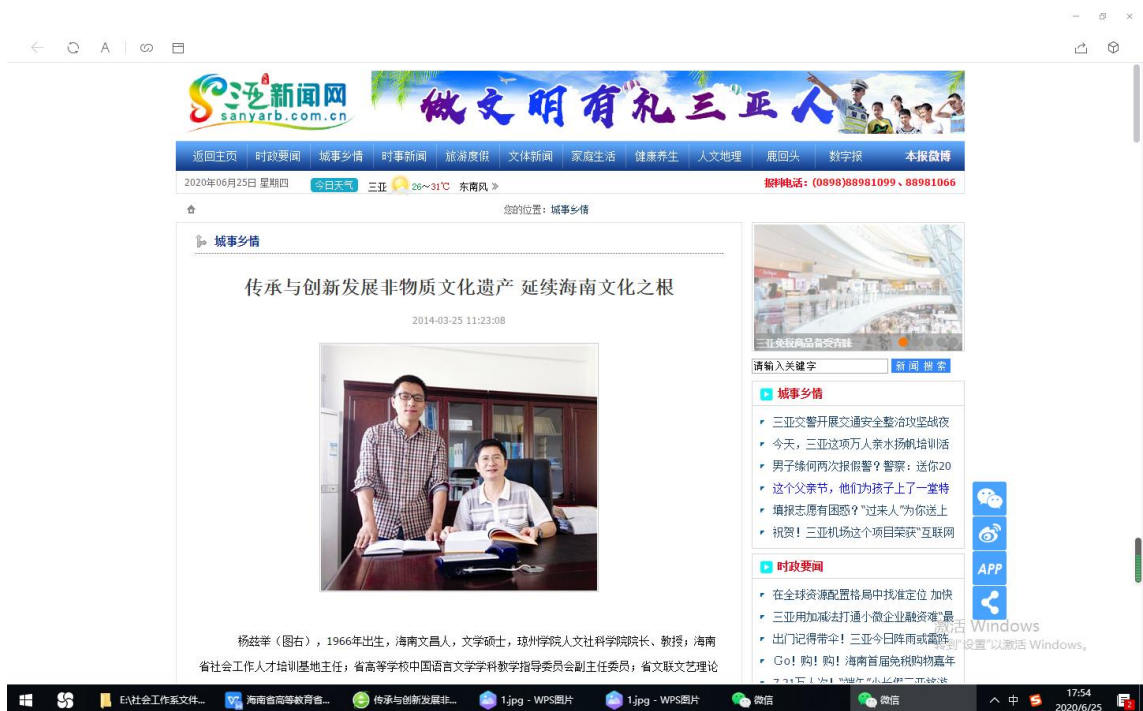 三亚新闻网
sanyarb.com.cn
做文明有礼三亚人
返回主页 时政要闻 城事乡情 时事新闻 旅游度假 文体新闻 家庭生活 健康养生 人文地理 鹿回头 数字报 本报微博
2020年06月25日 星期四 今日天气 三亚 26～31℃ 东南风 》 报料电话：(0898)88981099、88981066
您的位置：城事乡情
城事乡情
传承与创新发展非物质文化遗产 延续海南文化之根
2014-03-25 11:23:08
杨兹举（图右），1966年出生，海南文昌人，文学硕士，琼州学院人文社科学院院长、教授；海南
省社会工作人才培训基地主任；省高等学校中国语言文学学科教学指导委员会副主任委员；省文联文艺理论
三亚免税商品备受青睐
请输入关键字 新闻搜索
城事乡情
三亚交警开展交通安全整治攻坚战夜
今天，三亚这项万人亲水扬帆培训活
男子缘何两次报假警？警察：送你20
这个父亲节，他们为孩子上了一堂特
填报志愿有困惑？“过来人”为你送上
祝贺！三亚机场这个项目荣获“互联网
时政要闻
在全球资源配置格局中找准定位 加快
三亚用加减法打通小微企业融资难“最
出门记得带伞！三亚今日阵雨或雷阵
Go！购！购！海南首届免税购物嘉年
7.21万人次！“端午”小长假三亚旅游
APP
激活 Windows
转到“设置”以激活 Windows。
E:\社会工作系文件... 海南省高等教育省... 传承与创新发展非... 1.jpg - WPS图片 1.jpg - WPS图片 微信 微信 中 17:54
2020/6/25
2